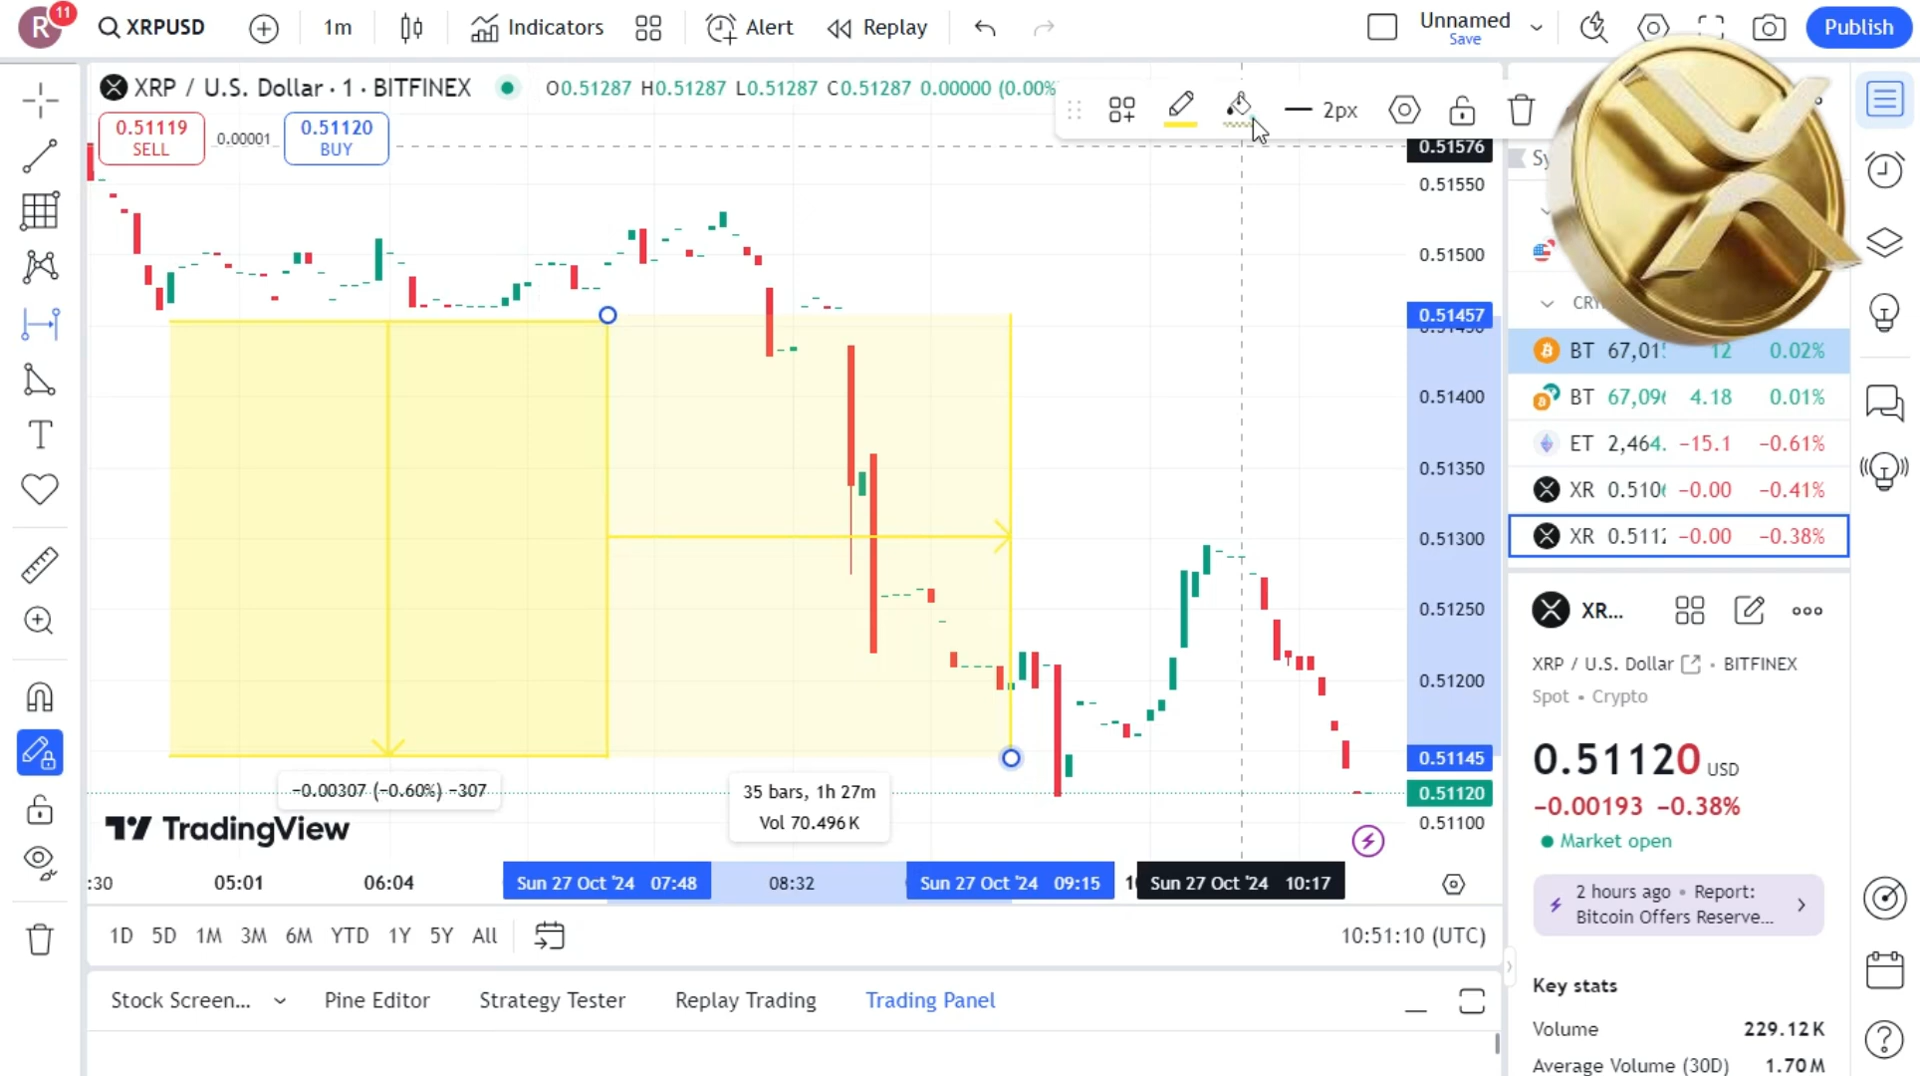 R 11 XRPUSD 1m Indicators Alert Replay Unnamed Save Publish
XRP / U.S. Dollar · 1 · BITFINEX O0.51287 H0.51287 L0.51287 C0.51287 0.00000 (0.00%
2px
0.51119 SELL
0.00001
0.51120 BUY
0.51576
0.51550
0.51500
0.51457
0.51400
0.51350
0.51300
0.51250
0.51200
0.51145
0.51120
0.51100
−0.00307 (−0.60%) −307
35 bars, 1h 27m
Vol 70.496K
TradingView
:30 05:01 06:04 Sun 27 Oct '24 07:48 08:32 Sun 27 Oct '24 09:15 Sun 27 Oct '24 10:17
1D 5D 1M 3M 6M YTD 1Y 5Y All 10:51:10 (UTC)
Stock Screen... Pine Editor Strategy Tester Replay Trading Trading Panel
Sy
BT 67,015 12 0.02%
BT 67,096 4.18 0.01%
ET 2,464. −15.1 −0.61%
XR 0.510 −0.00 −0.41%
XR 0.5112 −0.00 −0.38%
XR...
XRP / U.S. Dollar • BITFINEX
Spot • Crypto
0.51120 USD
−0.00193 −0.38%
Market open
2 hours ago • Report:
Bitcoin Offers Reserve...
Key stats
Volume 229.12K
Average Volume (30D) 1.70M